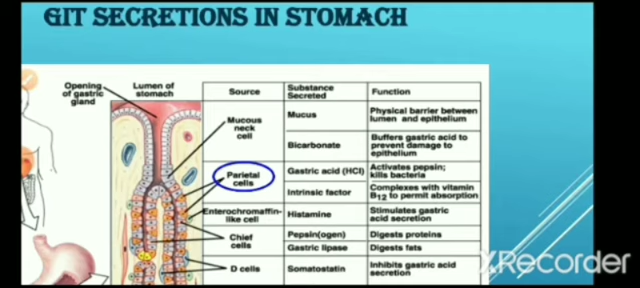 GIT SECRETIONS IN STOMACH
Opening of gastric gland
Lumen of stomach
Source
Substance Secreted
Function
Mucous neck cell
Mucus
Physical barrier between lumen and epithelium
Bicarbonate
Buffers gastric acid to prevent damage to epithelium
Parietal cells
Gastric acid (HCl)
Activates pepsin; kills bacteria
Intrinsic factor
Complexes with vitamin B12 to permit absorption
Enterochromaffin-like cell
Histamine
Stimulates gastric acid secretion
Chief cells
Pepsin(ogen)
Digests proteins
Gastric lipase
Digests fats
D cells
Somatostatin
Inhibits gastric acid secretion
XRecorder